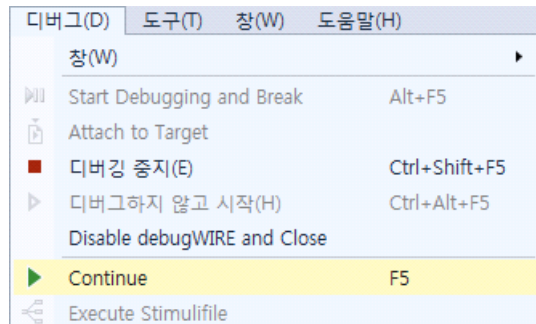 디버그(D) 도구(T) 창(W) 도움말(H)
창(W)
Start Debugging and Break Alt+F5
Attach to Target
디버깅 중지(E) Ctrl+Shift+F5
디버그하지 않고 시작(H) Ctrl+Alt+F5
Disable debugWIRE and Close
Continue F5
Execute Stimulifile